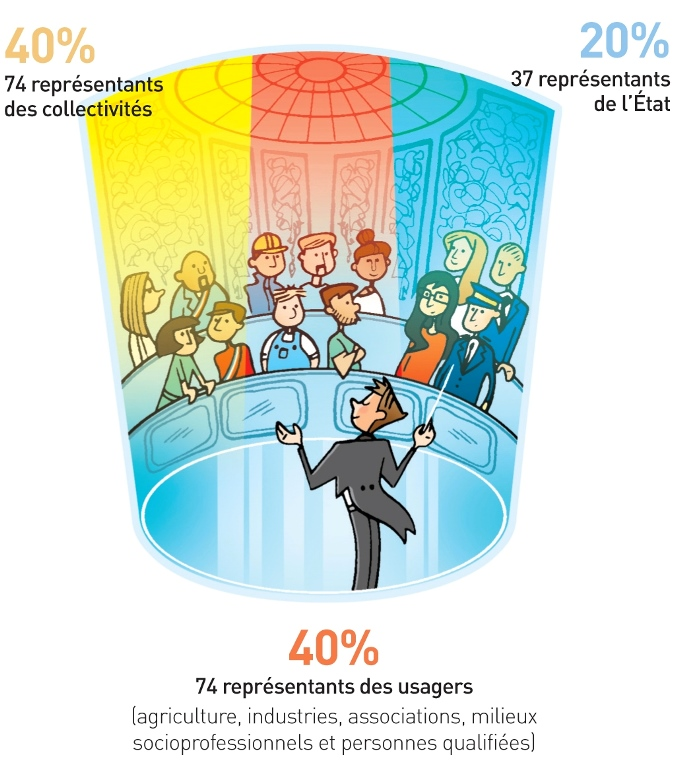 40%
74 représentants
des collectivités
20%
37 représentants
de l'État
40%
74 représentants des usagers
(agriculture, industries, associations, milieux
socioprofessionnels et personnes qualifiées)